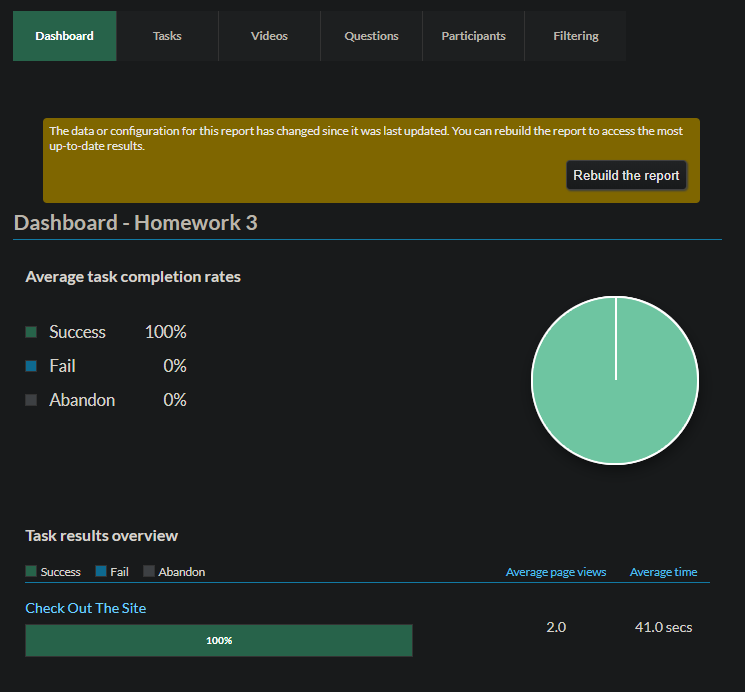 Dashboard Tasks Videos Questions Participants Filtering
The data or configuration for this report has changed since it was last updated. You can rebuild the report to access the most
up-to-date results.
Rebuild the report
Dashboard - Homework 3
Average task completion rates
Success 100%
Fail 0%
Abandon 0%
Task results overview
Success Fail Abandon Average page views Average time
Check Out The Site
100% 2.0 41.0 secs